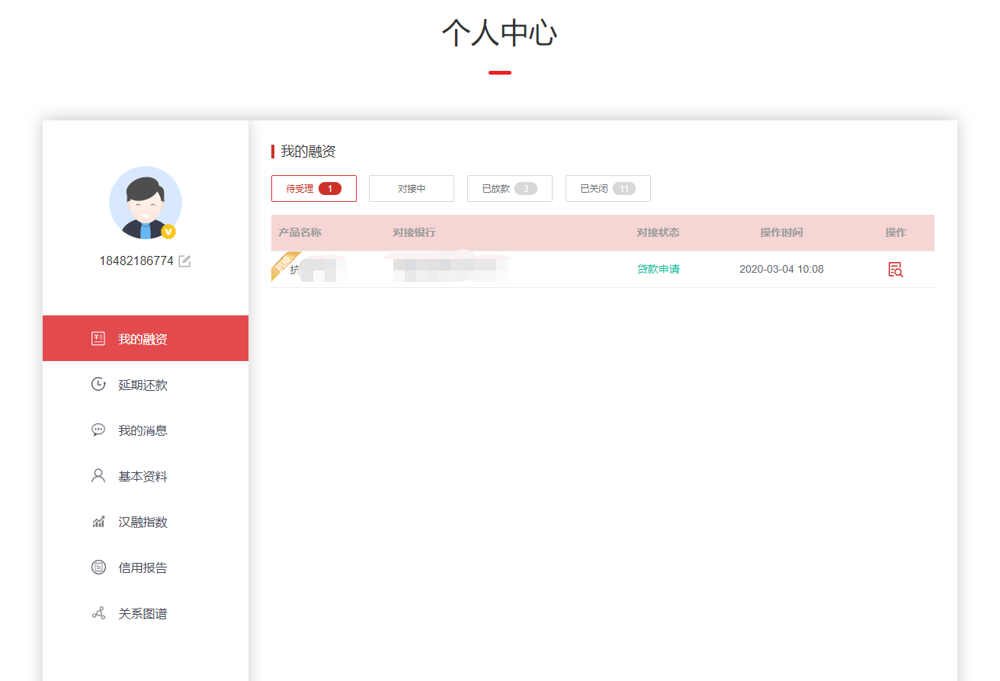 个人中心
18482186774
我的融资
延期还款
我的消息
基本资料
汉融指数
信用报告
关系图谱
我的融资
待受理 1 对接中 已放款 3 已关闭 11
产品名称 对接银行 对接状态 操作时间 操作
抗 贷款申请 2020-03-04 10:08